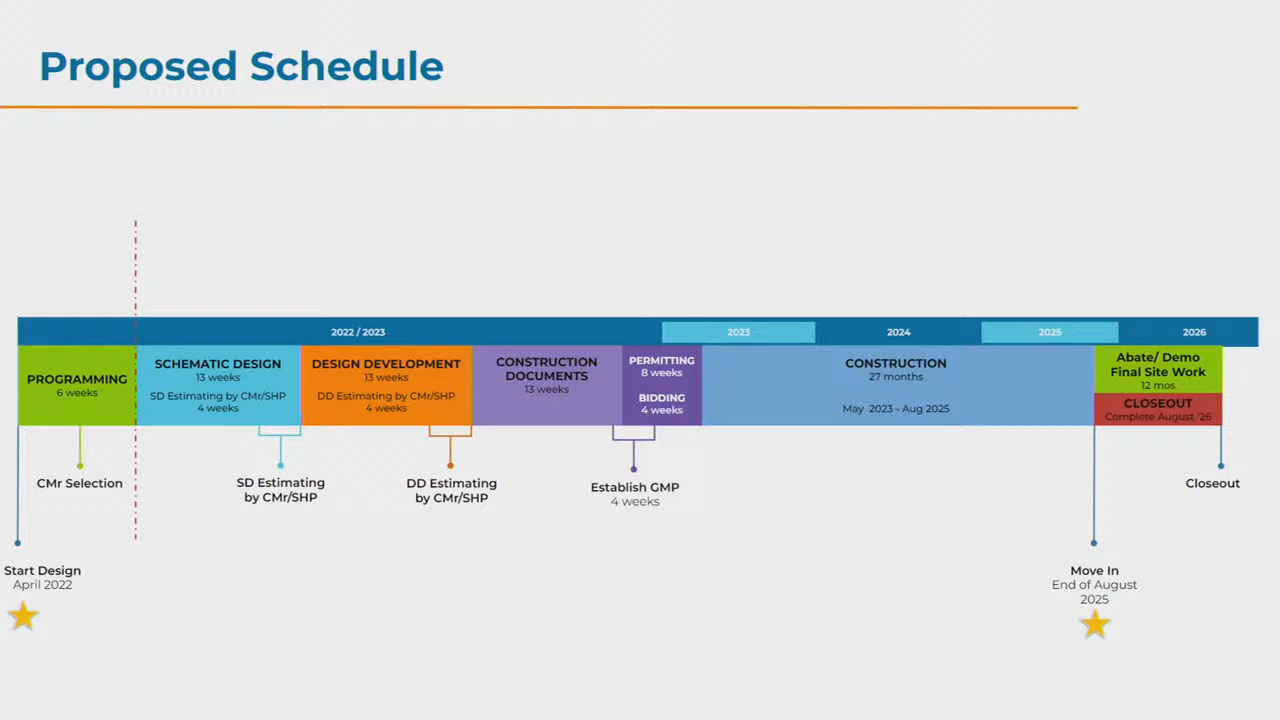 Proposed Schedule
2022 / 2023
2023
2024
2025
2026
PROGRAMMING
6 weeks
SCHEMATIC DESIGN
13 weeks
SD Estimating by CMr/SHP
4 weeks
DESIGN DEVELOPMENT
13 weeks
DD Estimating by CMr/SHP
4 weeks
CONSTRUCTION
DOCUMENTS
13 weeks
PERMITTING
8 weeks
BIDDING
4 weeks
CONSTRUCTION
27 months
May 2023 - Aug 2025
Abate/ Demo
Final Site Work
12 mos
CLOSEOUT
Complete August '26
CMr Selection
SD Estimating
by CMr/SHP
DD Estimating
by CMr/SHP
Establish GMP
4 weeks
Closeout
Start Design
April 2022
Move In
End of August
2025